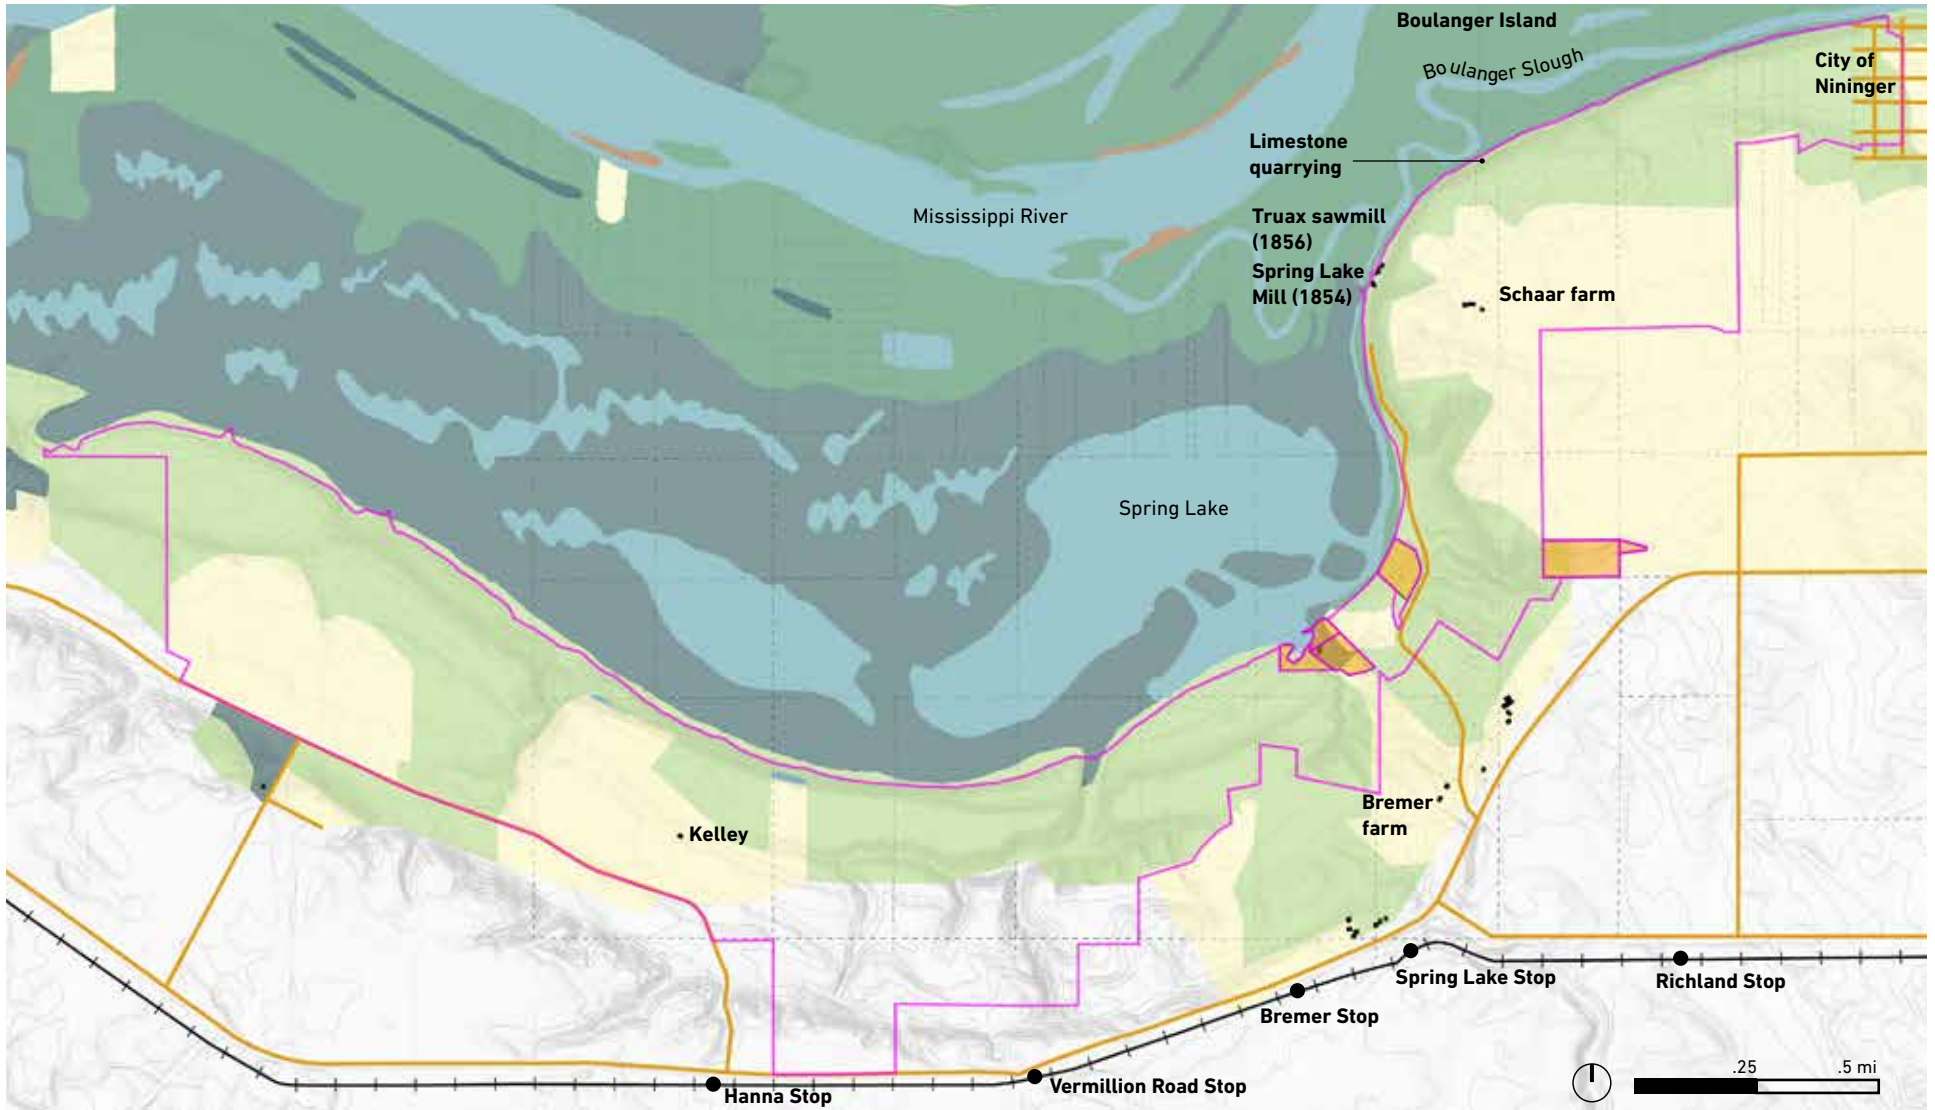 Boulanger Island
Boulanger Slough
City of
Nininger
Limestone
quarrying
Mississippi River
Truax sawmill
(1856)
Spring Lake
Mill (1854)
Schaar farm
Spring Lake
Bremer
farm
Kelley
Spring Lake Stop
Richland Stop
Bremer Stop
Vermillion Road Stop
Hanna Stop
.25 .5 mi